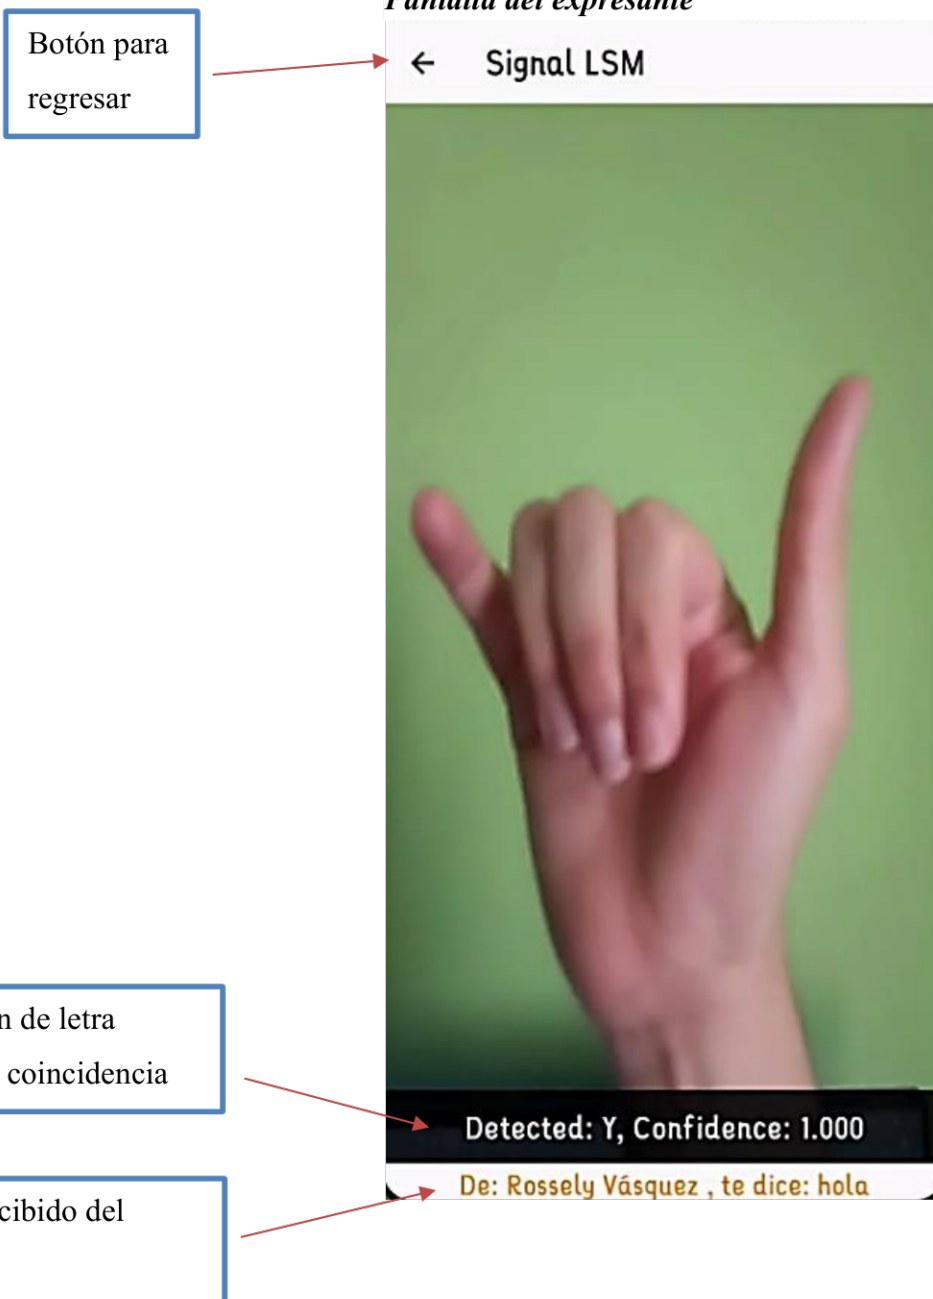 Pantalla del expresante
Botón para
regresar
← Signal LSM
n de letra
coincidencia
Detected: Y, Confidence: 1.000
De: Rossely Vásquez , te dice: hola
cibido del